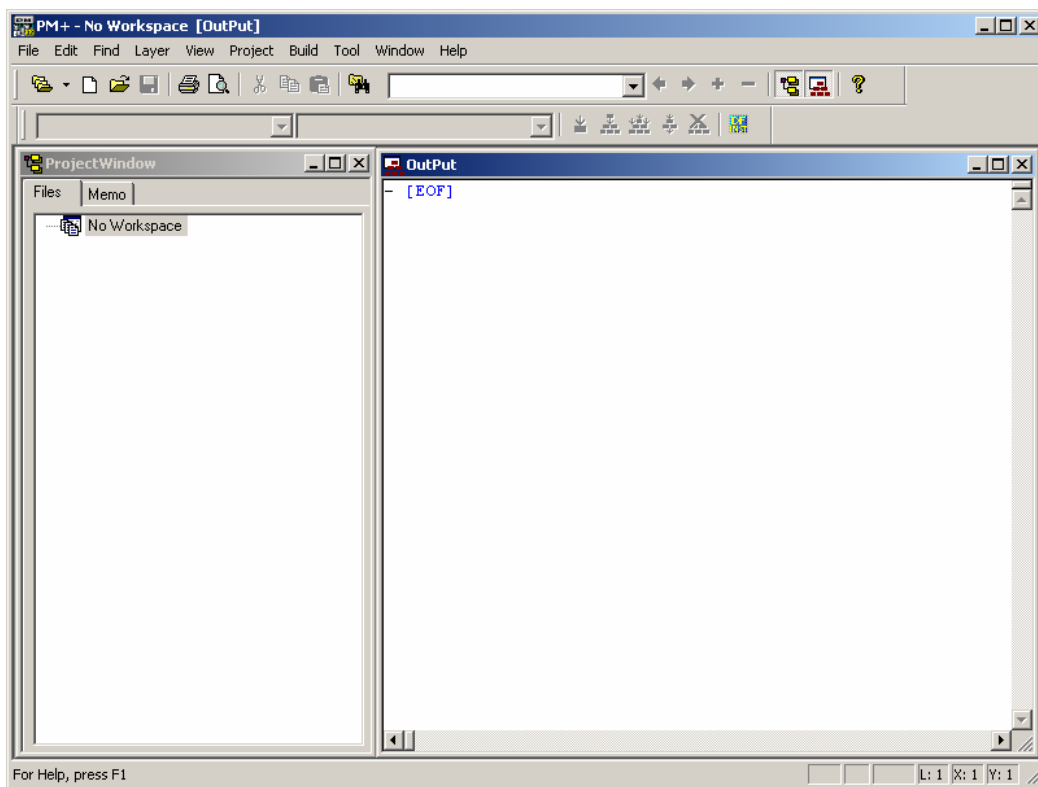 PM+ - No Workspace [OutPut]
File Edit Find Layer View Project Build Tool Window Help
ProjectWindow
OutPut
Files Memo
- [EOF]
No Workspace
For Help, press F1
L: 1 X: 1 Y: 1